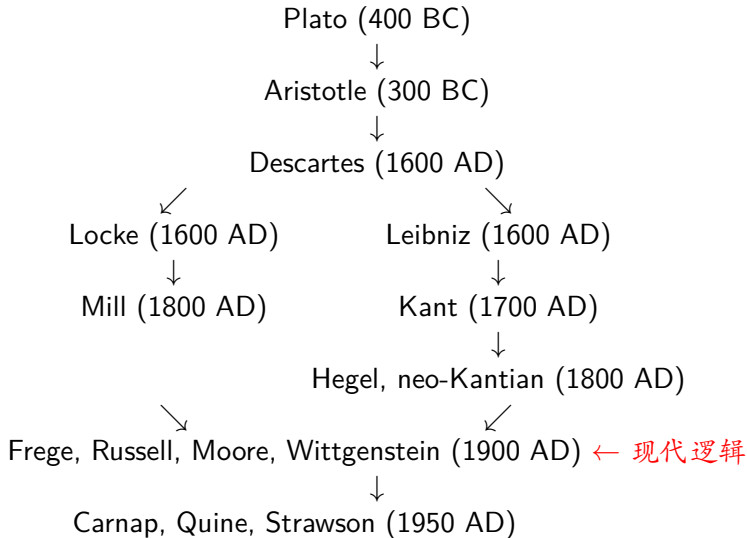 Plato (400 BC)
↓
Aristotle (300 BC)
↓
Descartes (1600 AD)
↙ ↘
Locke (1600 AD) Leibniz (1600 AD)
↓ ↓
Mill (1800 AD) Kant (1700 AD)
↓
Hegel, neo-Kantian (1800 AD)
↘ ↙
Frege, Russell, Moore, Wittgenstein (1900 AD) ← 现代逻辑
↓
Carnap, Quine, Strawson (1950 AD)